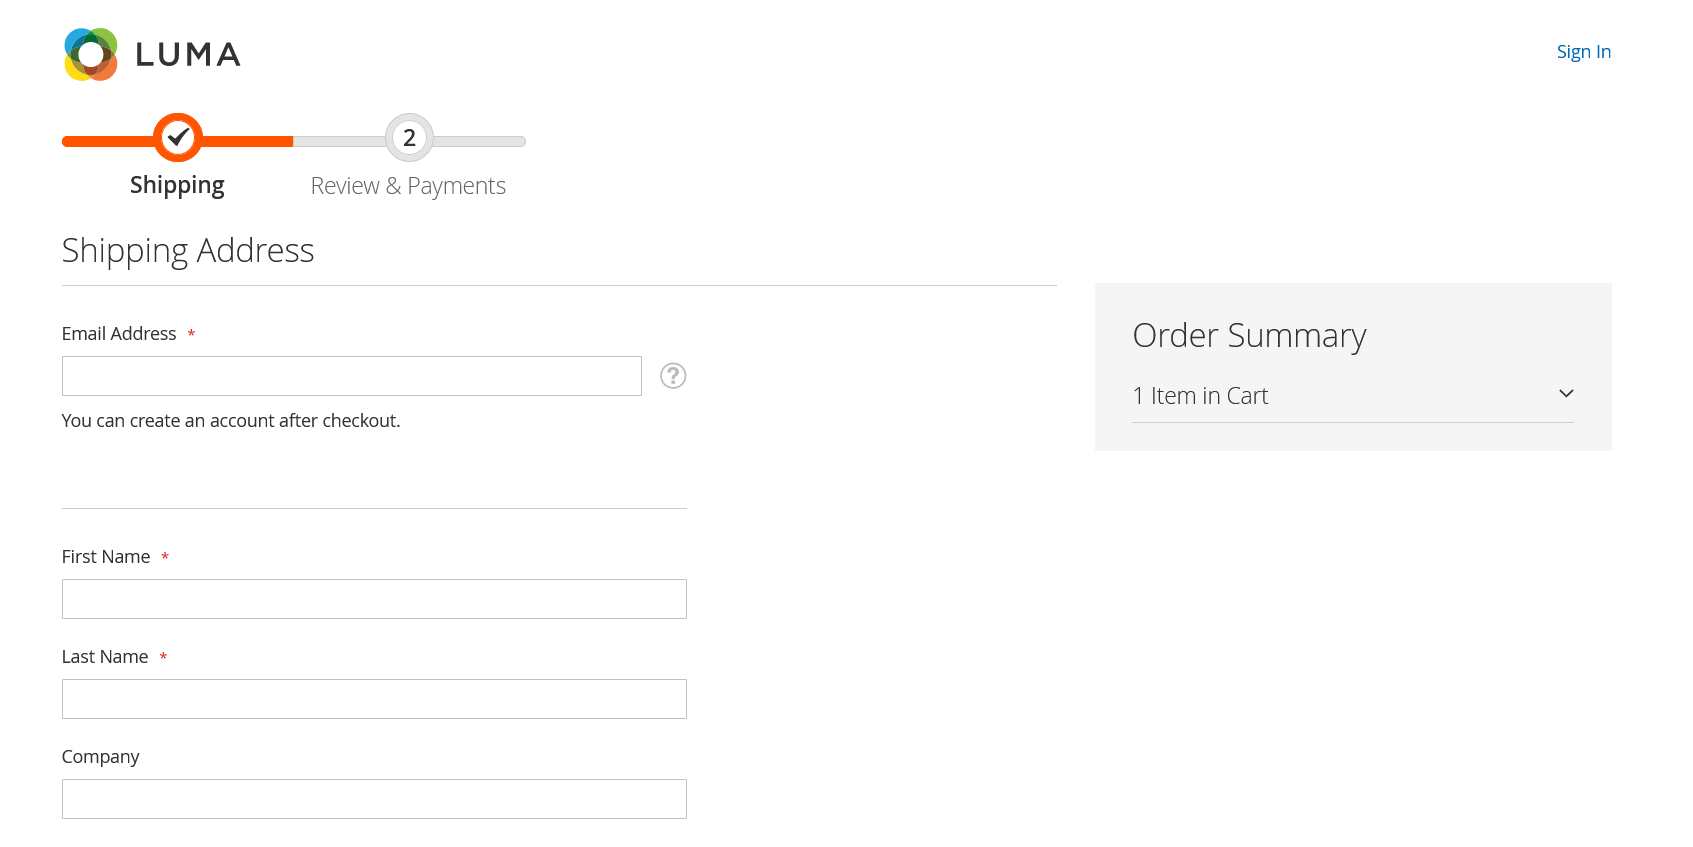 LUMA
Sign In
2
Shipping
Review & Payments
Shipping Address
Email Address *
?
You can create an account after checkout.
Order Summary
1 Item in Cart
First Name *
Last Name *
Company